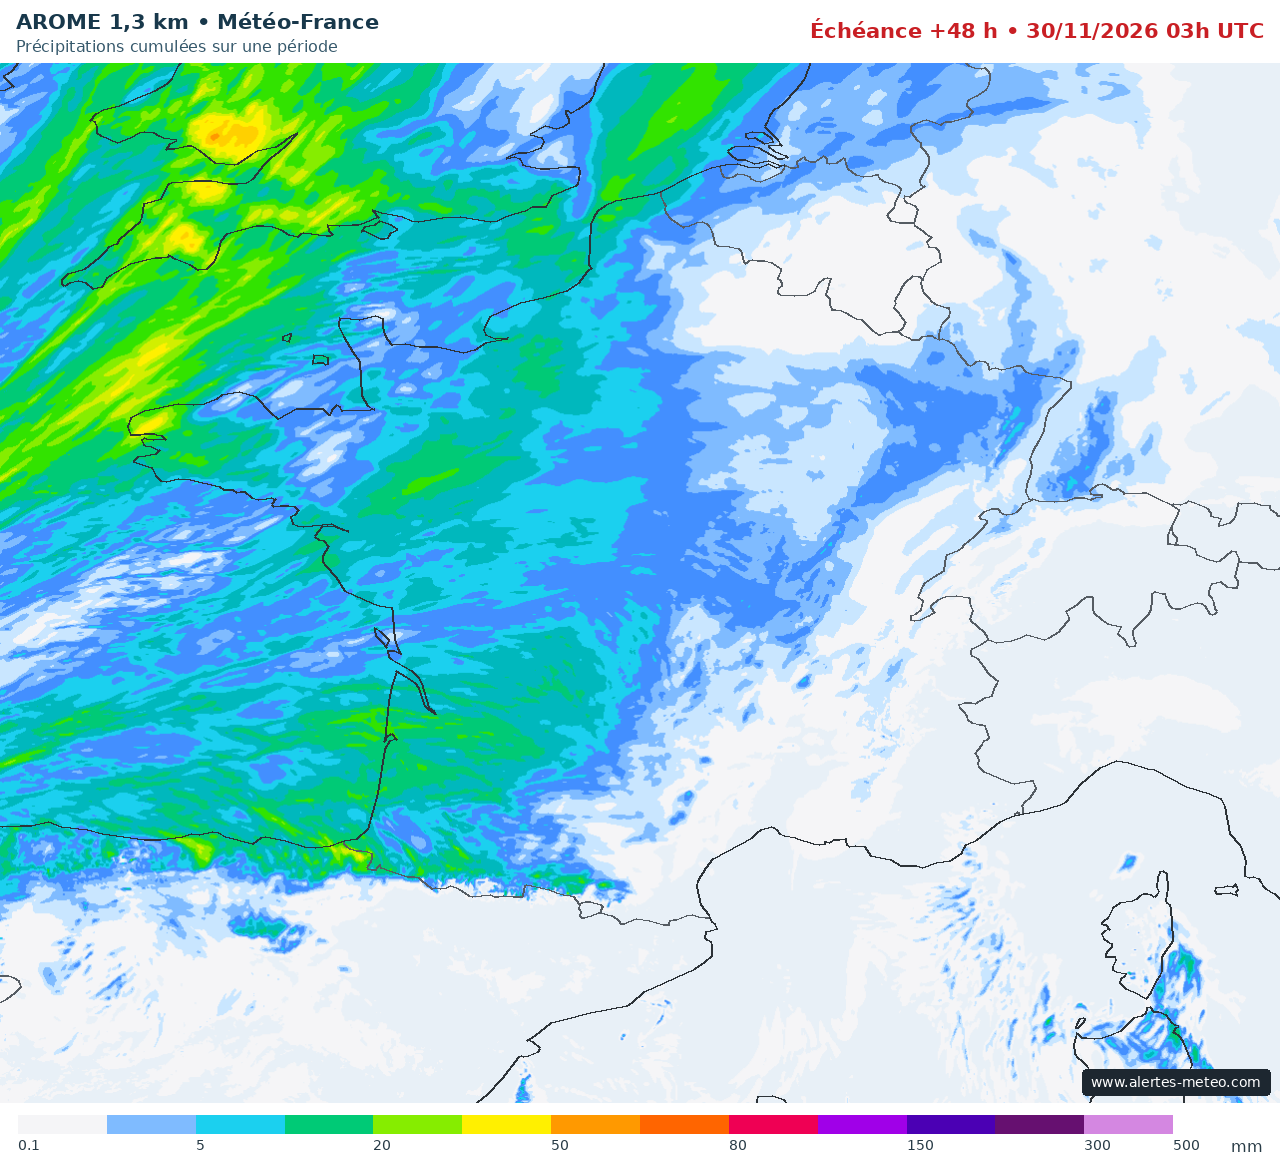 AROME 1,3 km • Météo-France
Précipitations cumulées sur une période
Échéance +48 h • 30/11/2026 03h UTC
www.alertes-meteo.com
0.1 5 20 50 80 150 300 500 mm